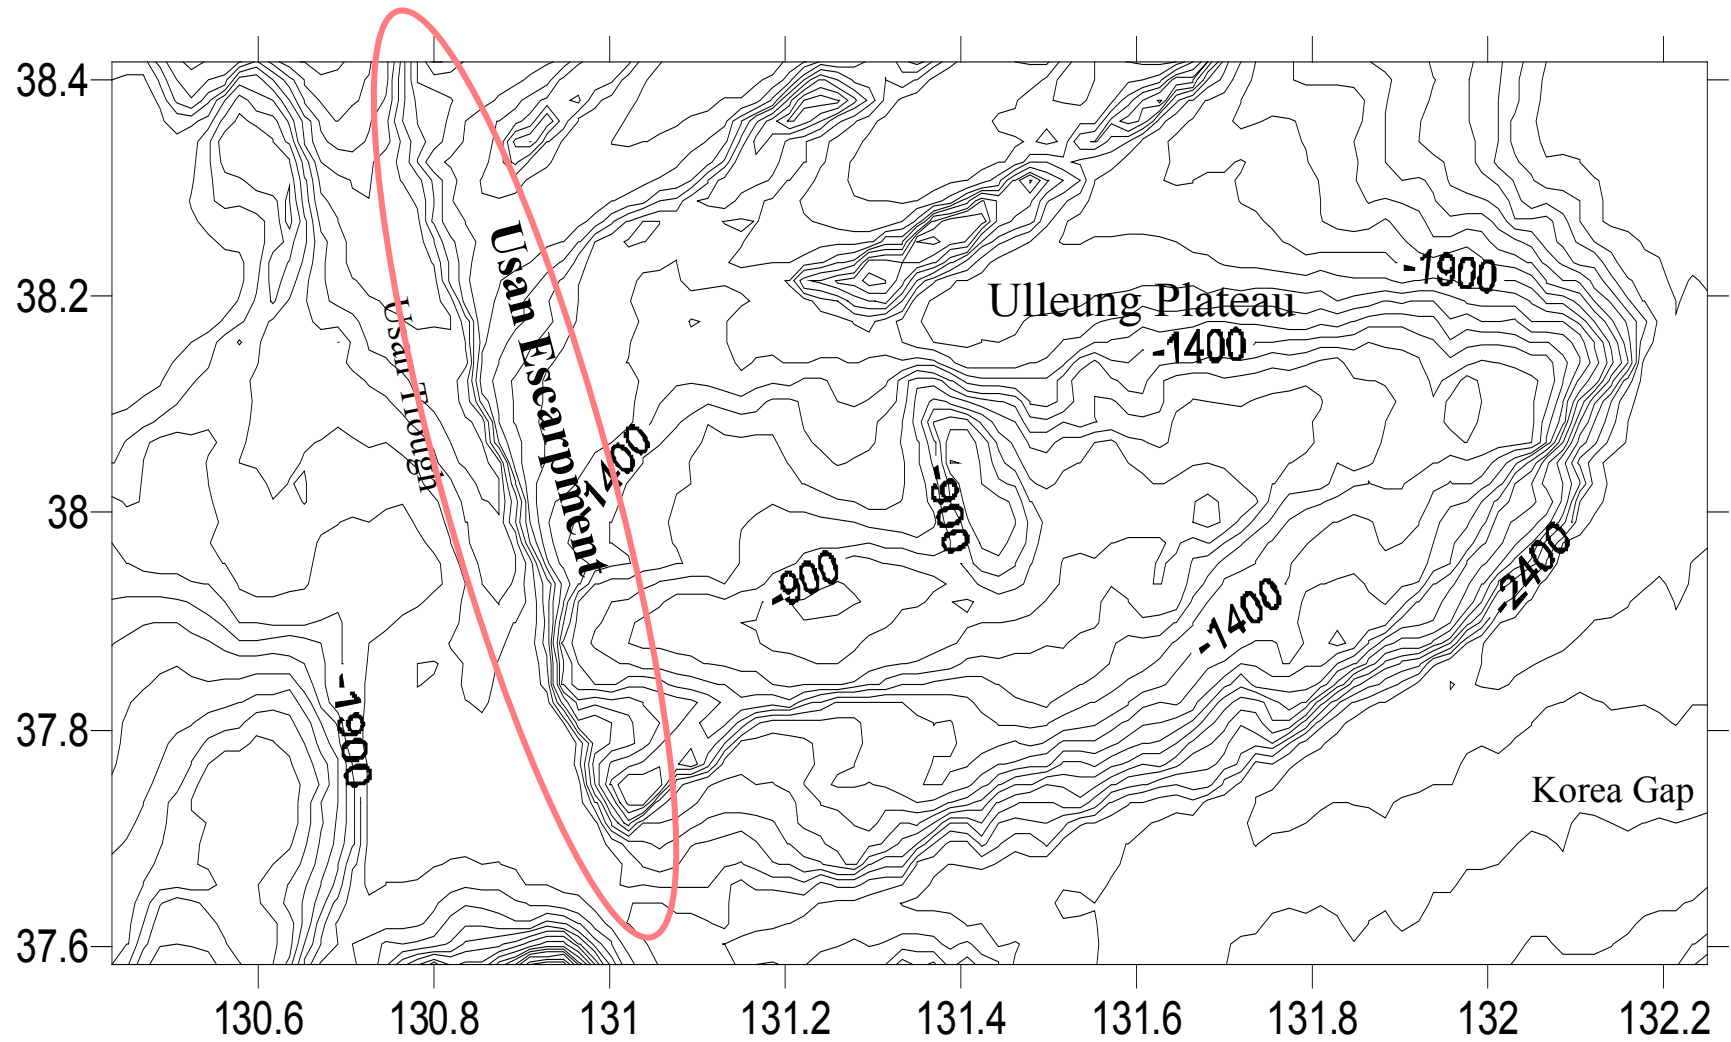 38.4
38.2
38
37.8
37.6
Usan Escarpment
Usan Trough
Ulleung Plateau
-1900
-1400
-1400
-900
-900
-1400
-2400
-1900
Korea Gap
130.6 130.8 131 131.2 131.4 131.6 131.8 132 132.2